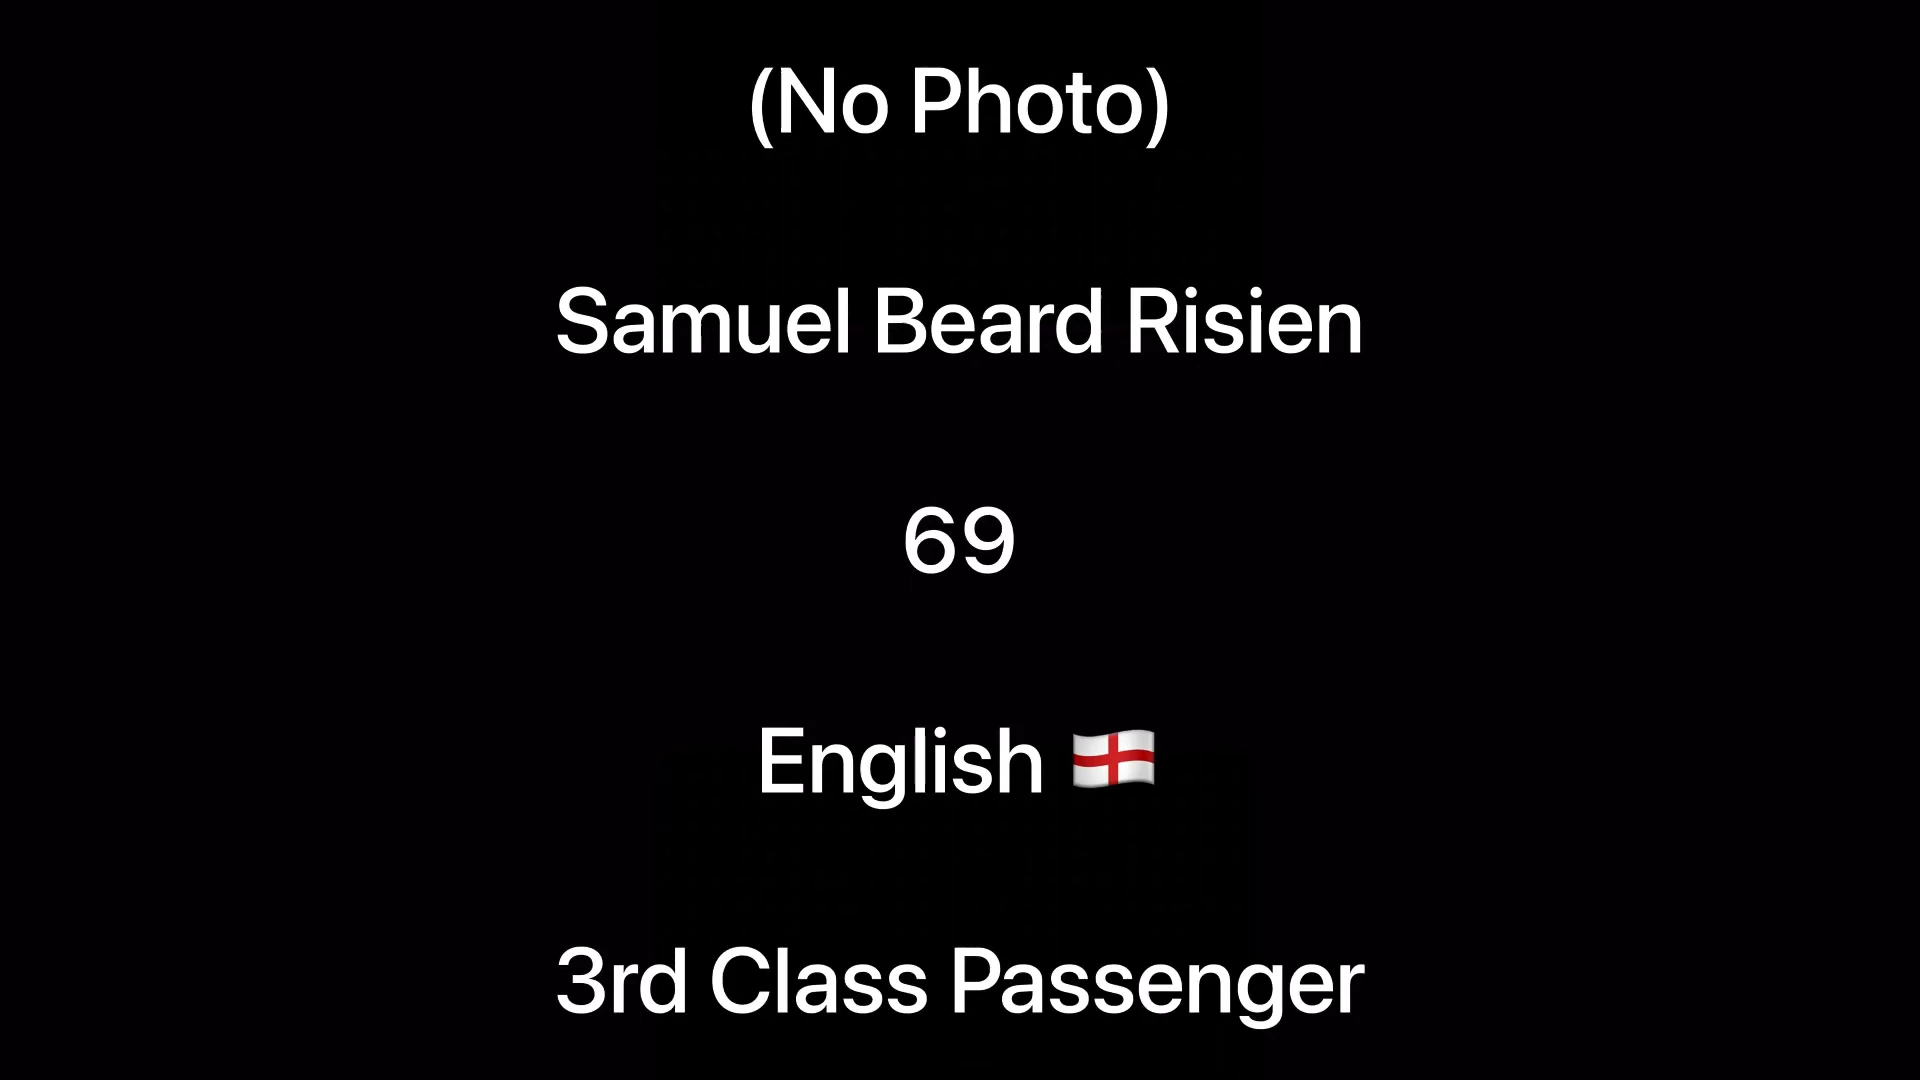 (No Photo)
Samuel Beard Risien
69
English 🏴󠁧󠁢󠁥󠁮󠁧󠁿
3rd Class Passenger